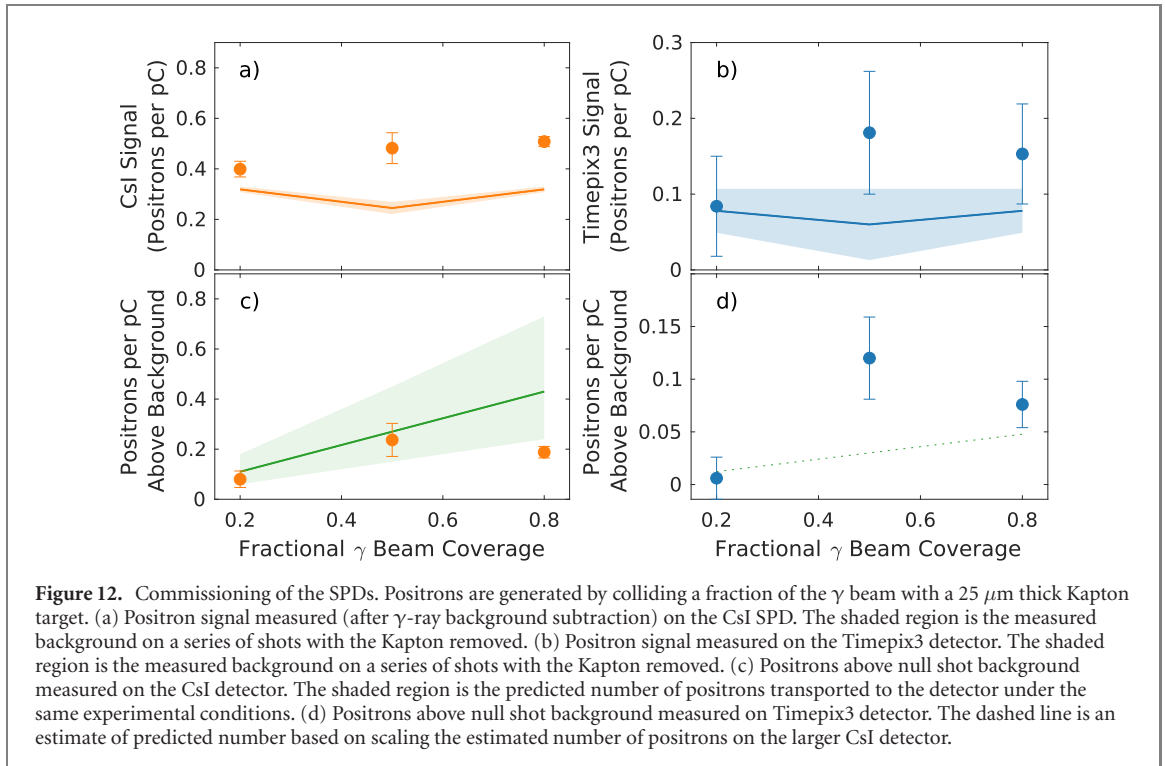 a)
CsI Signal
(Positrons per pC)
0.8
0.6
0.4
0.2
0
b)
Timepix3 Signal
(Positrons per pC)
0.3
0.2
0.1
0
c)
Positrons per pC
Above Background
0.8
0.6
0.4
0.2
0
0.2 0.4 0.6 0.8
Fractional γ Beam Coverage
d)
Positrons per pC
Above Background
0.15
0.1
0.05
0
0.2 0.4 0.6 0.8
Fractional γ Beam Coverage
Figure 12. Commissioning of the SPDs. Positrons are generated by colliding a fraction of the γ beam with a 25 μm thick Kapton
target. (a) Positron signal measured (after γ-ray background subtraction) on the CsI SPD. The shaded region is the measured
background on a series of shots with the Kapton removed. (b) Positron signal measured on the Timepix3 detector. The shaded
region is the measured background on a series of shots with the Kapton removed. (c) Positrons above null shot background
measured on the CsI detector. The shaded region is the predicted number of positrons transported to the detector under the
same experimental conditions. (d) Positrons above null shot background measured on Timepix3 detector. The dashed line is an
estimate of predicted number based on scaling the estimated number of positrons on the larger CsI detector.